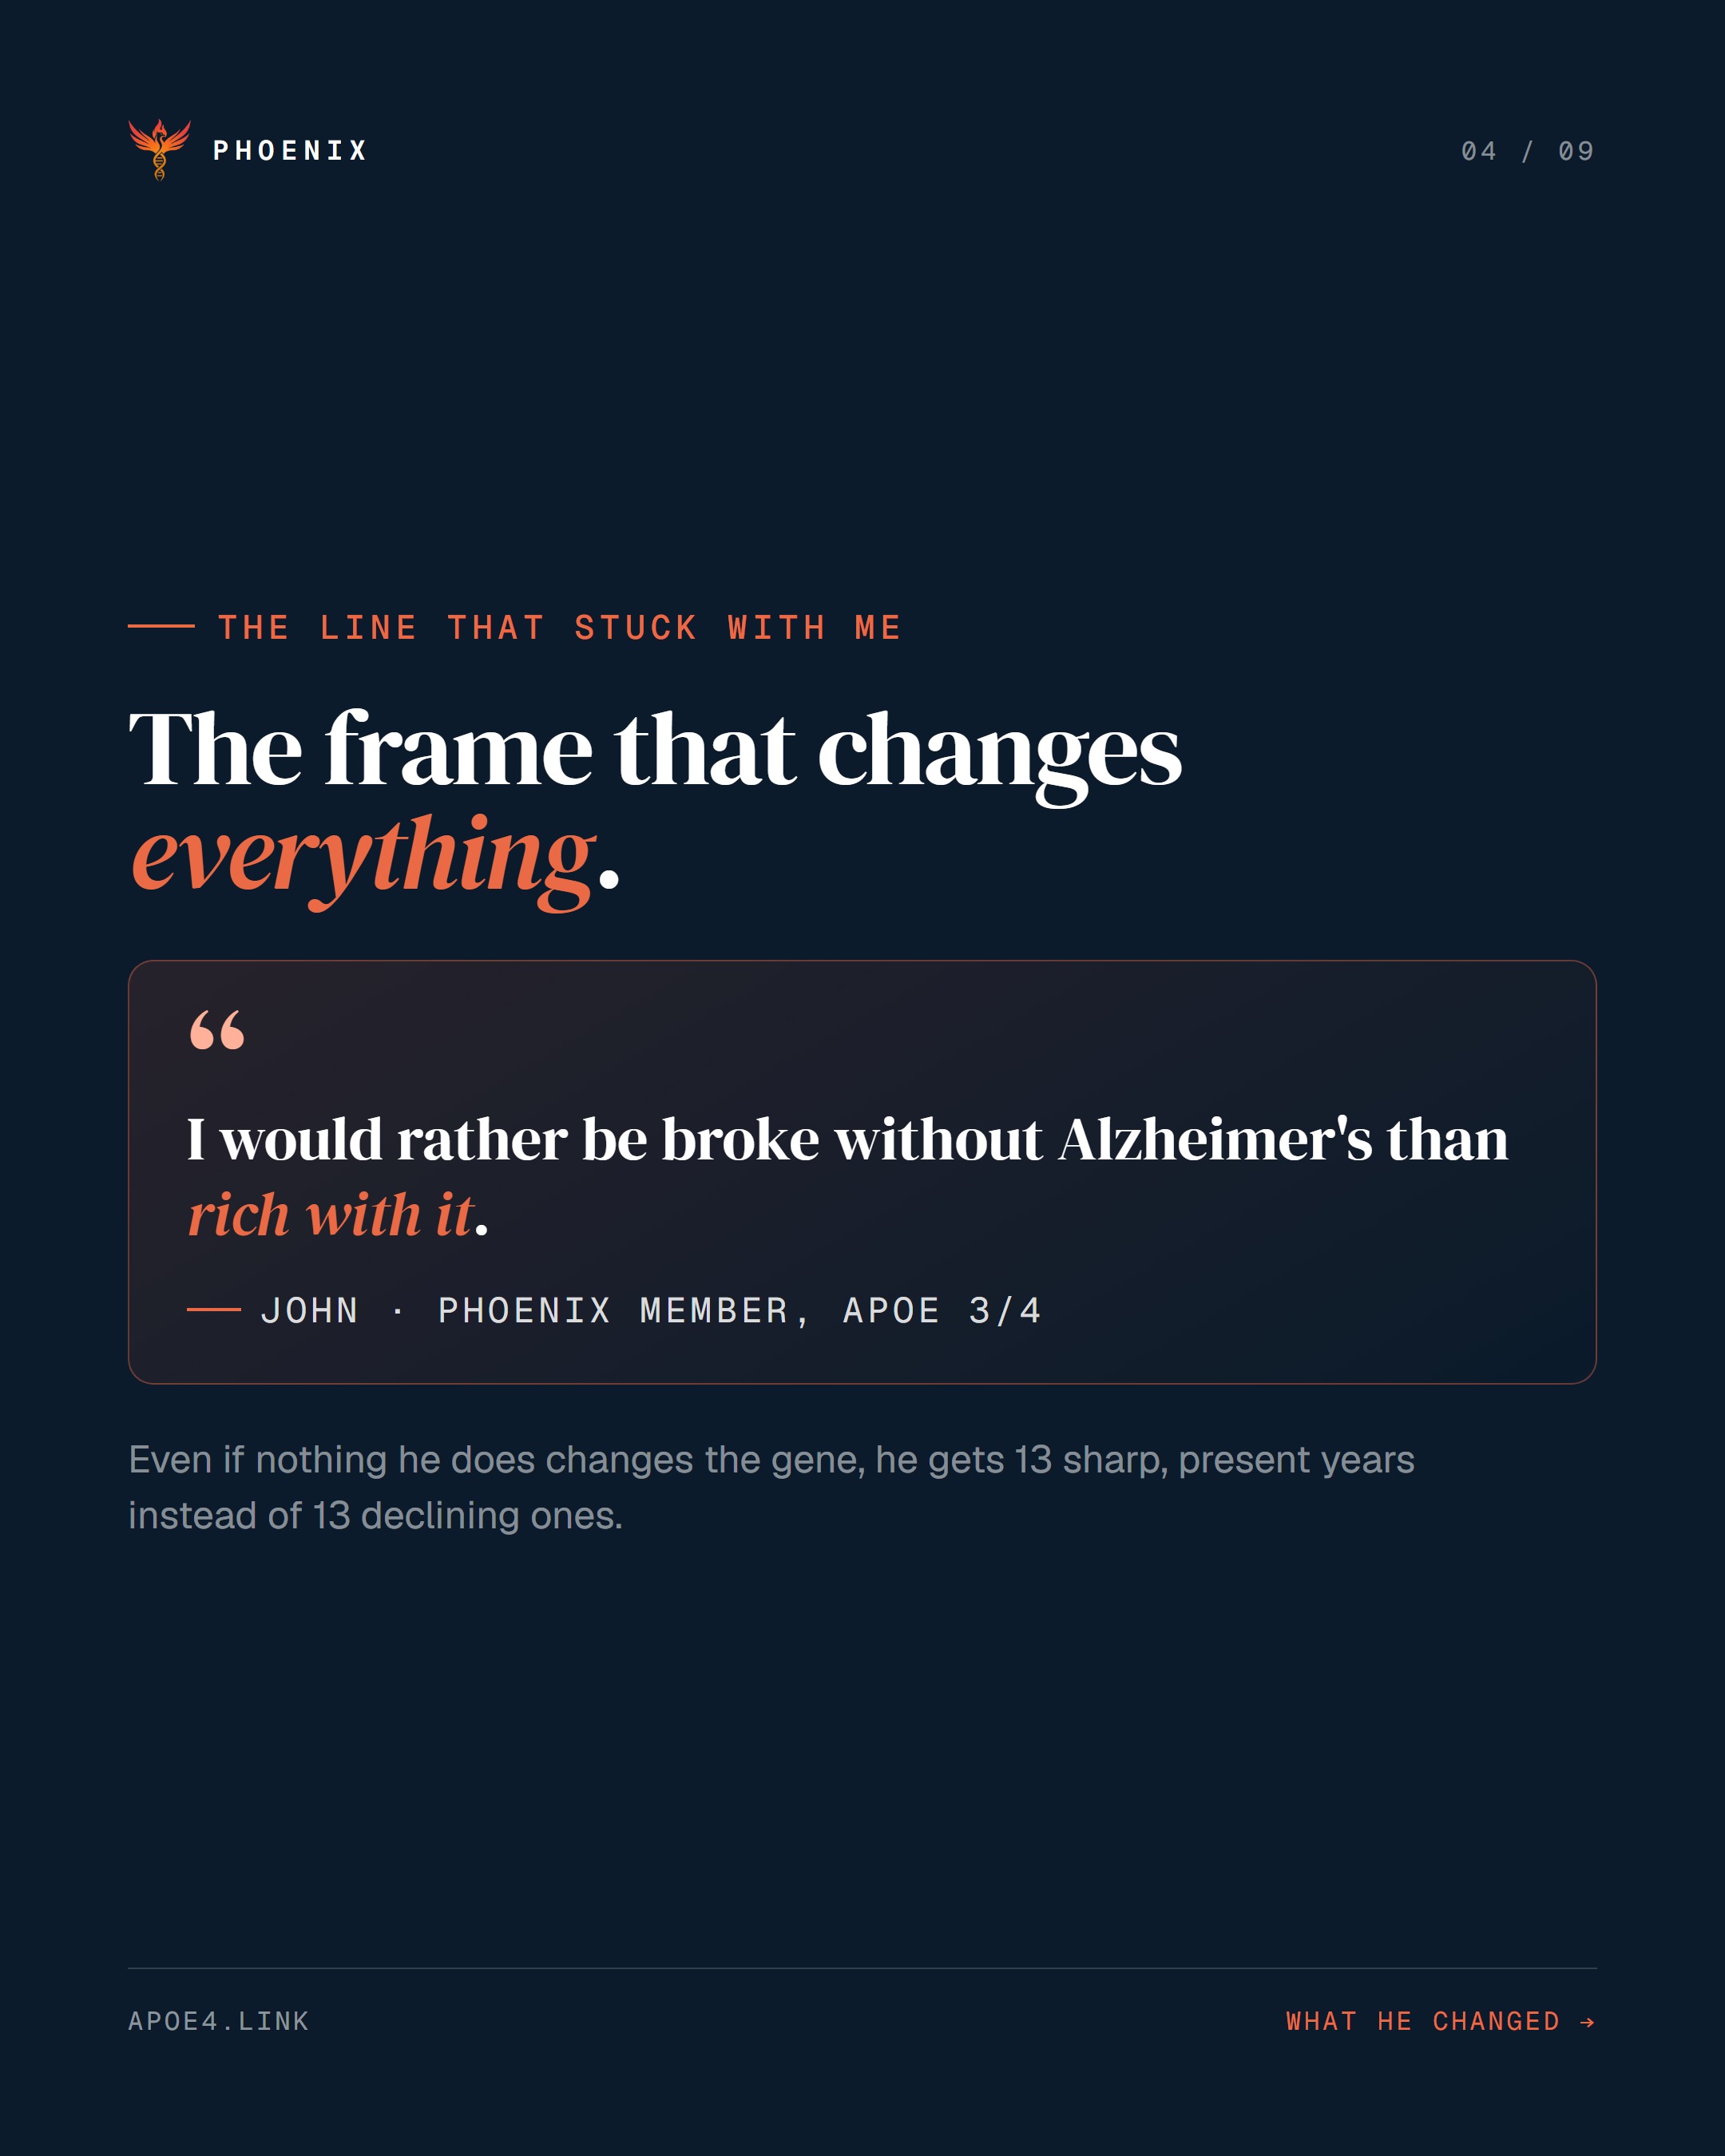 PHOENIX
04 / 09
THE LINE THAT STUCK WITH ME
The frame that changes
everything.
“
I would rather be broke without Alzheimer's than
rich with it.
JOHN · PHOENIX MEMBER, APOE 3/4
Even if nothing he does changes the gene, he gets 13 sharp, present years
instead of 13 declining ones.
APOE4.LINK
WHAT HE CHANGED →